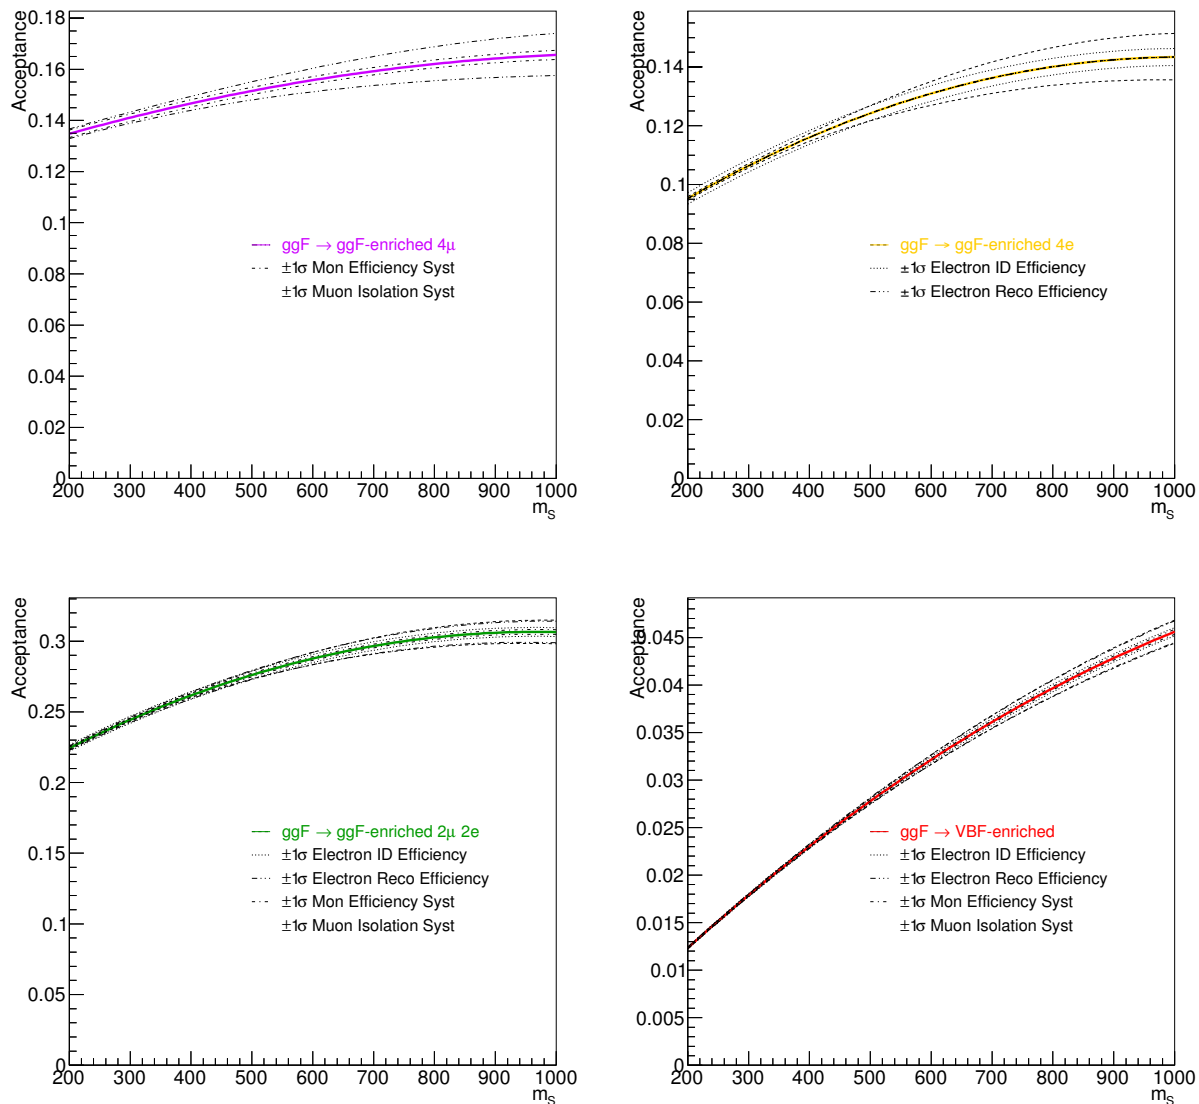 Acceptance
0.18
0.16
0.14
0.12
0.1
0.08
0.06
0.04
0.02
0
200 300 400 500 600 700 800 900 1000
m_S
ggF → ggF-enriched 4μ
±1σ Mon Efficiency Syst
±1σ Muon Isolation Syst
Acceptance
0.14
0.12
0.1
0.08
0.06
0.04
0.02
0
200 300 400 500 600 700 800 900 1000
m_S
ggF → ggF-enriched 4e
±1σ Electron ID Efficiency
±1σ Electron Reco Efficiency
Acceptance
0.3
0.25
0.2
0.15
0.1
0.05
0
200 300 400 500 600 700 800 900 1000
m_S
ggF → ggF-enriched 2μ 2e
±1σ Electron ID Efficiency
±1σ Electron Reco Efficiency
±1σ Mon Efficiency Syst
±1σ Muon Isolation Syst
Acceptance
0.045
0.04
0.035
0.03
0.025
0.02
0.015
0.01
0.005
0
200 300 400 500 600 700 800 900 1000
m_S
ggF → VBF-enriched
±1σ Electron ID Efficiency
±1σ Electron Reco Efficiency
±1σ Mon Efficiency Syst
±1σ Muon Isolation Syst